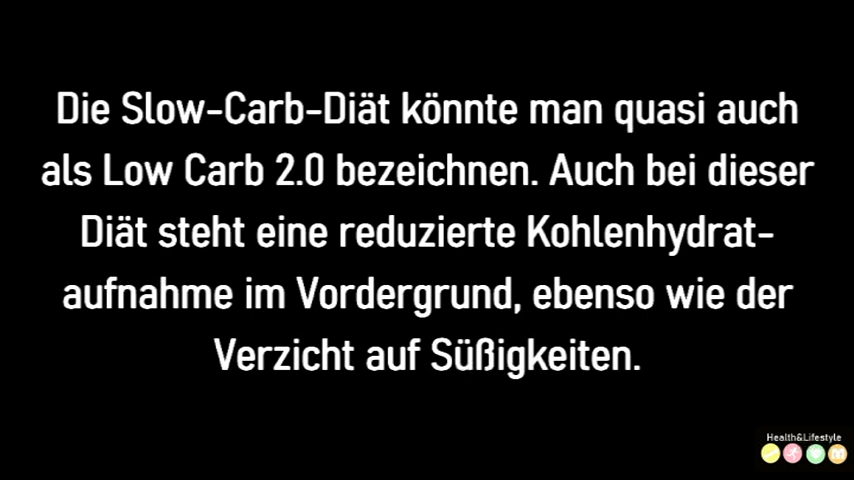 Die Slow-Carb-Diät könnte man quasi auch
als Low Carb 2.0 bezeichnen. Auch bei dieser
Diät steht eine reduzierte Kohlenhydrat-
aufnahme im Vordergrund, ebenso wie der
Verzicht auf Süßigkeiten.
Health&Lifestyle